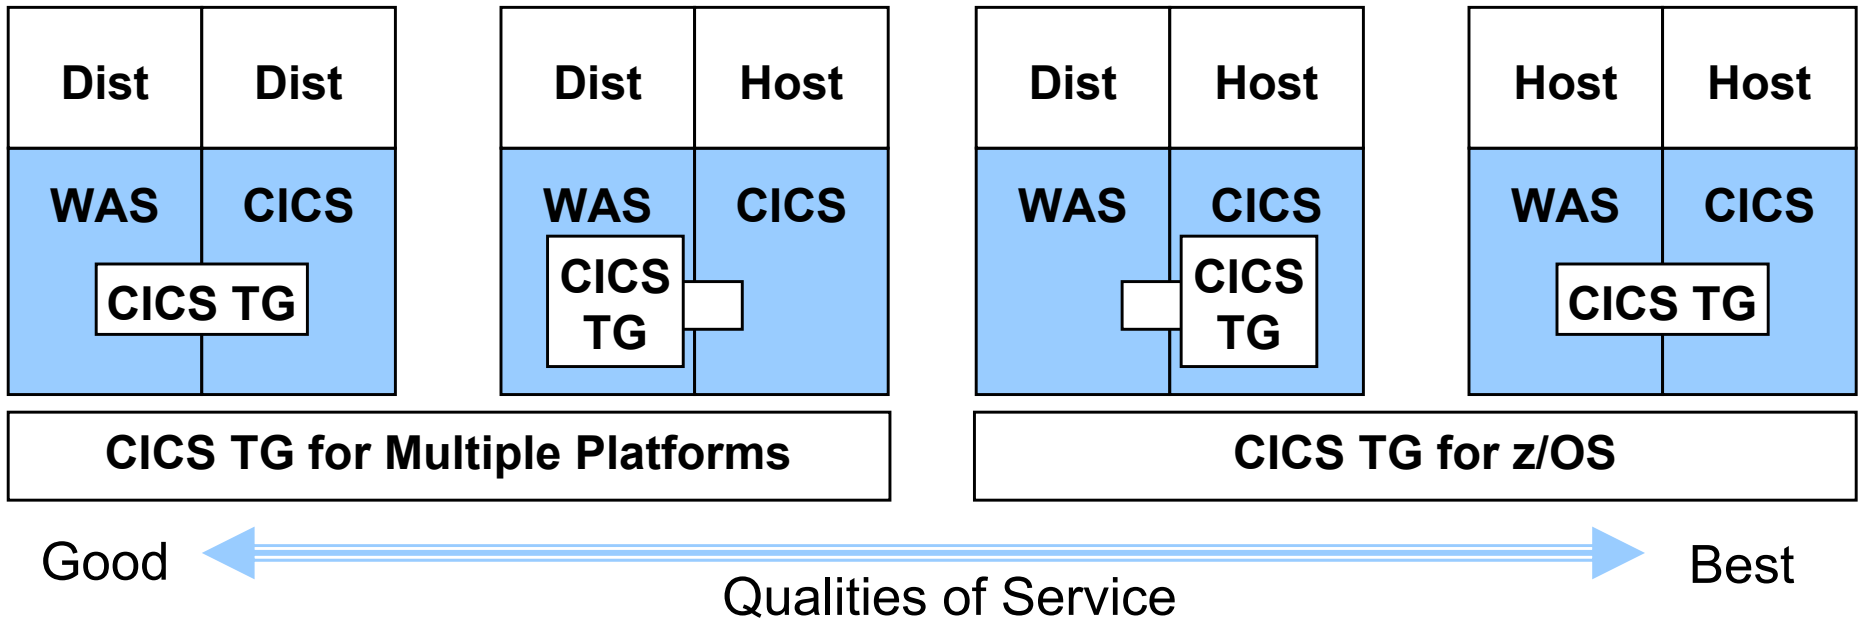 Dist Dist Dist Host Dist Host Host Host
WAS CICS WAS CICS WAS CICS WAS CICS
CICS TG
CICS
TG
CICS
TG
CICS TG
CICS TG for Multiple Platforms
CICS TG for z/OS
Good
Qualities of Service
Best